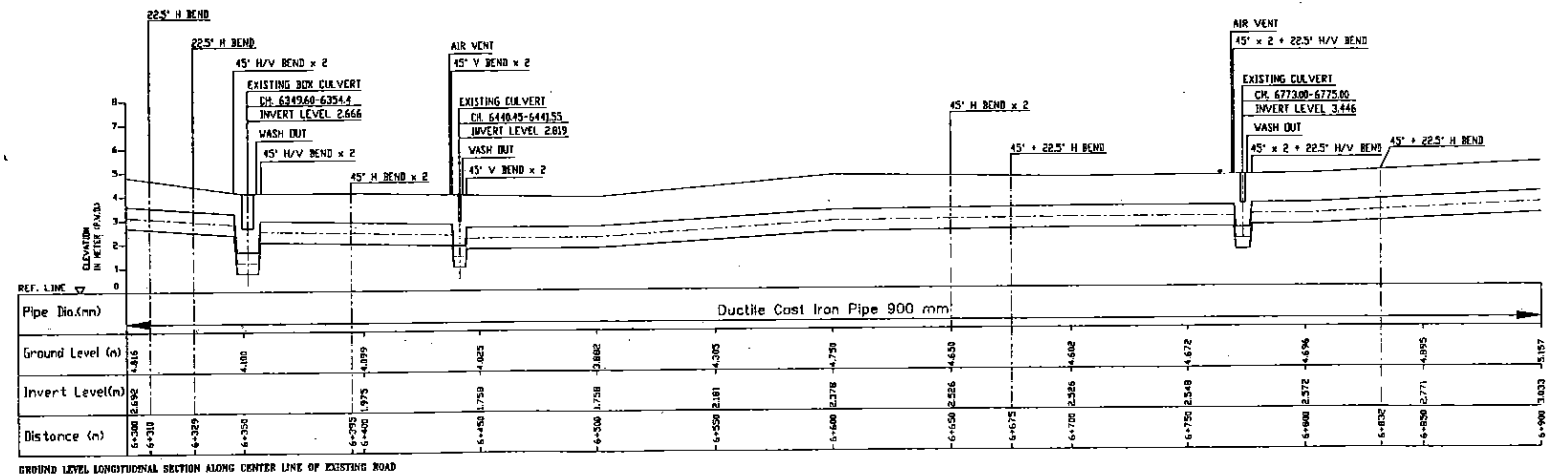 22.5° H BEND
22.5° H BEND
45° H/V BEND x 2
EXISTING BOX CULVERT
CH. 6349.60-6354.4
INVERT LEVEL 2.666
WASH OUT
45° H/V BEND x 2
45° H BEND x 2
AIR VENT
45° V BEND x 2
EXISTING CULVERT
CH. 6440.45-6441.55
INVERT LEVEL 2.819
WASH OUT
45° V BEND x 2
45° H BEND x 2
45° + 22.5° H BEND
AIR VENT
45° x 2 + 22.5° H/V BEND
EXISTING CULVERT
CH. 6773.00-6775.00
INVERT LEVEL 3.446
WASH OUT
45° x 2 + 22.5° H/V BEND
45° + 22.5° H BEND
8
7
6
5
4
3
2
1
0
ELEVATION
IN METER (P.W.D.)
REF. LINE
Pipe Dia.(mm) Ductile Cast Iron Pipe 900 mm
Ground Level (m) 4.816 4.100 4.099 4.025 3.882 4.305 4.750 4.650 4.602 4.672 4.696 4.895 5.157
Invert Level(m) 2.692 1.975 1.758 1.758 2.181 2.378 2.526 2.526 2.548 2.572 2.771 3.033
Distance (m) 6+300 6+310 6+329 6+350 6+395 6+400 6+450 6+500 6+550 6+600 6+650 6+675 6+700 6+750 6+800 6+832 6+850 6+900
GROUND LEVEL LONGITUDINAL SECTION ALONG CENTER LINE OF EXISTING ROAD